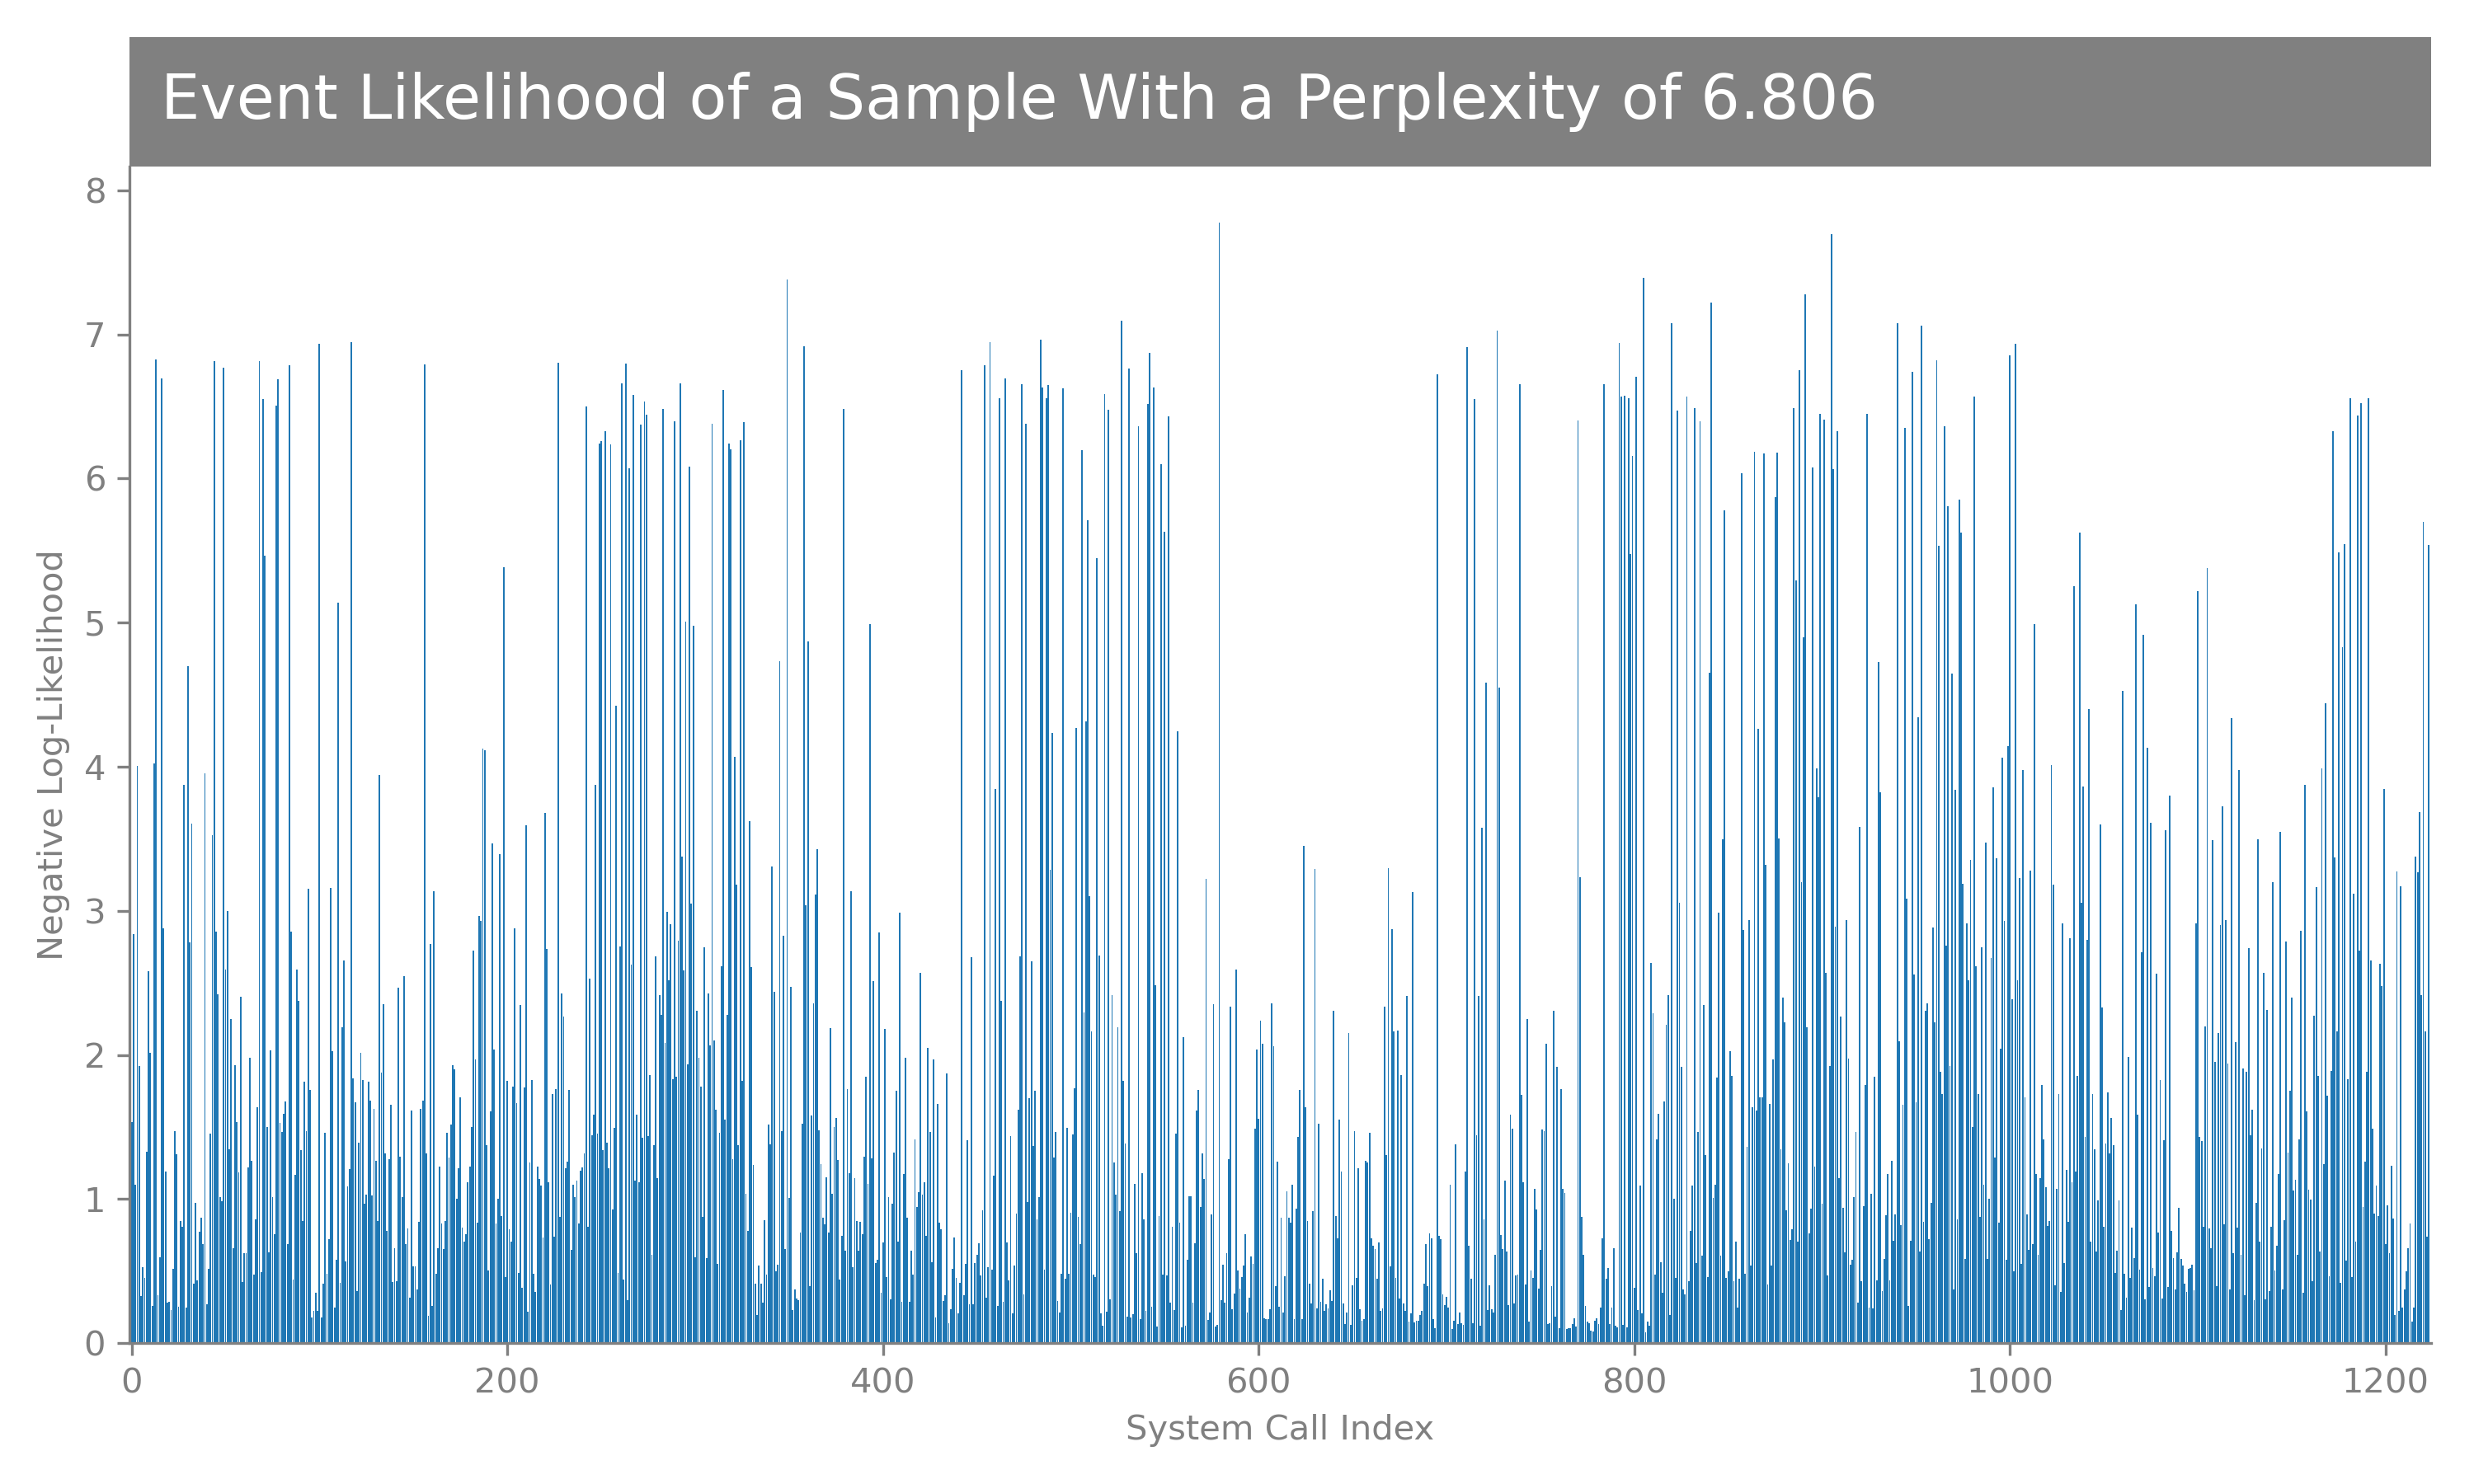 Event Likelihood of a Sample With a Perplexity of 6.806
8
7
6
5
4
3
2
1
0
Negative Log-Likelihood
0 200 400 600 800 1000 1200
System Call Index